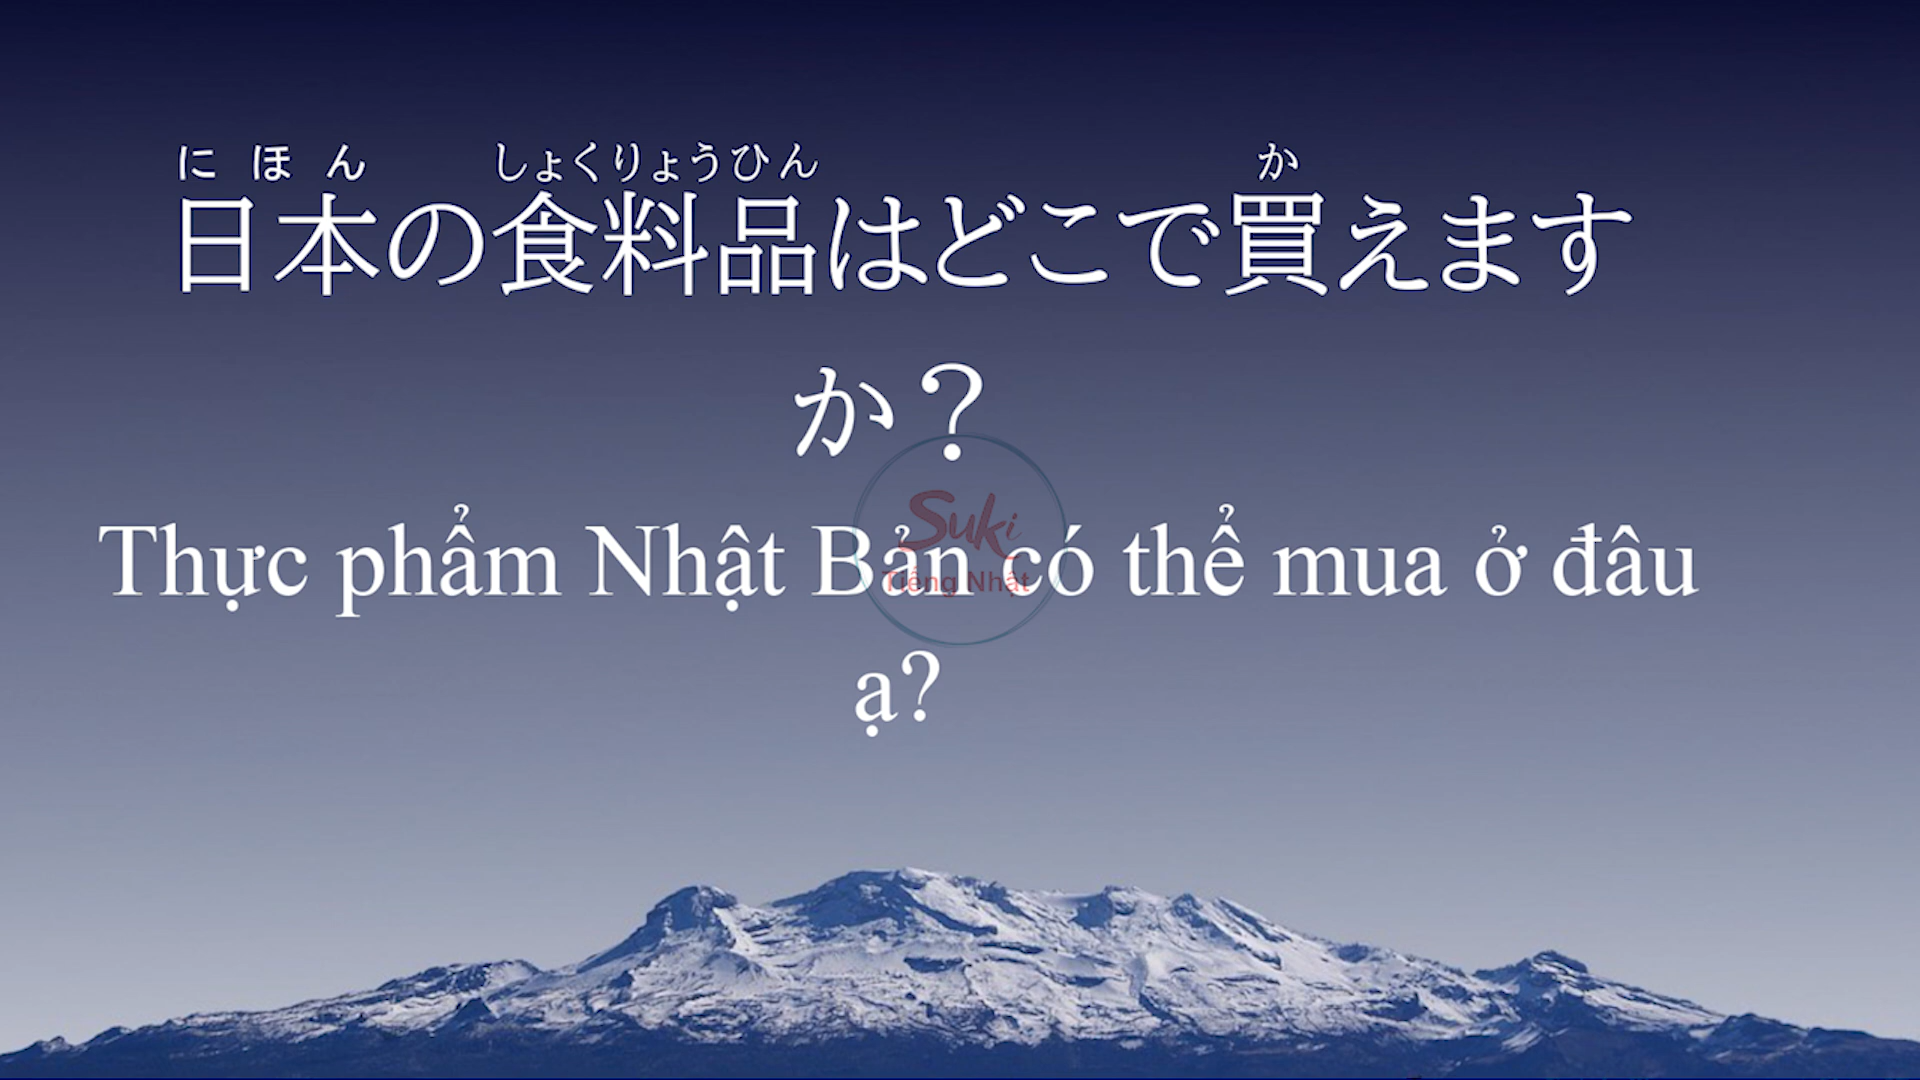 に ほ ん しょくりょうひん か
日本の食料品はどこで買えます
か？
Thực phẩm Nhật Bản có thể mua ở đâu
ạ?
Suki
Tiếng Nhật